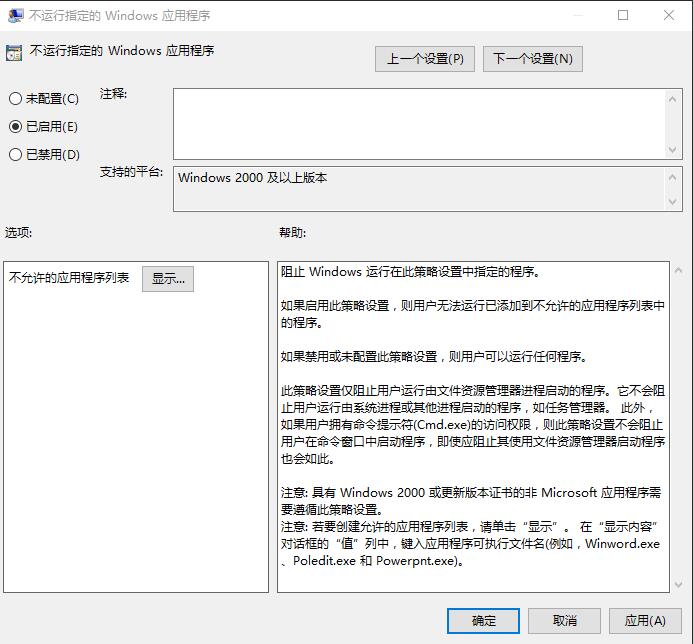 不运行指定的 Windows 应用程序
不运行指定的 Windows 应用程序
上一个设置(P)
下一个设置(N)
未配置(C)
注释:
已启用(E)
已禁用(D)
支持的平台:
Windows 2000 及以上版本
选项:
帮助:
不允许的应用程序列表
显示...
阻止 Windows 运行在此策略设置中指定的程序。
如果启用此策略设置，则用户无法运行已添加到不允许的应用程序列表中
的程序。
如果禁用或未配置此策略设置，则用户可以运行任何程序。
此策略设置仅阻止用户运行由文件资源管理器进程启动的程序。它不会阻
止用户运行由系统进程或其他进程启动的程序，如任务管理器。 此外，
如果用户拥有命令提示符(Cmd.exe)的访问权限，则此策略设置不会阻止
用户在命令窗口中启动程序，即使应阻止其使用文件资源管理器启动程序
也会如此。
注意: 具有 Windows 2000 或更新版本证书的非 Microsoft 应用程序需
要遵循此策略设置。
注意: 若要创建允许的应用程序列表，请单击“显示”。 在“显示内容”
对话框的“值”列中，键入应用程序可执行文件名(例如，Winword.exe
、Poledit.exe 和 Powerpnt.exe)。
确定
取消
应用(A)